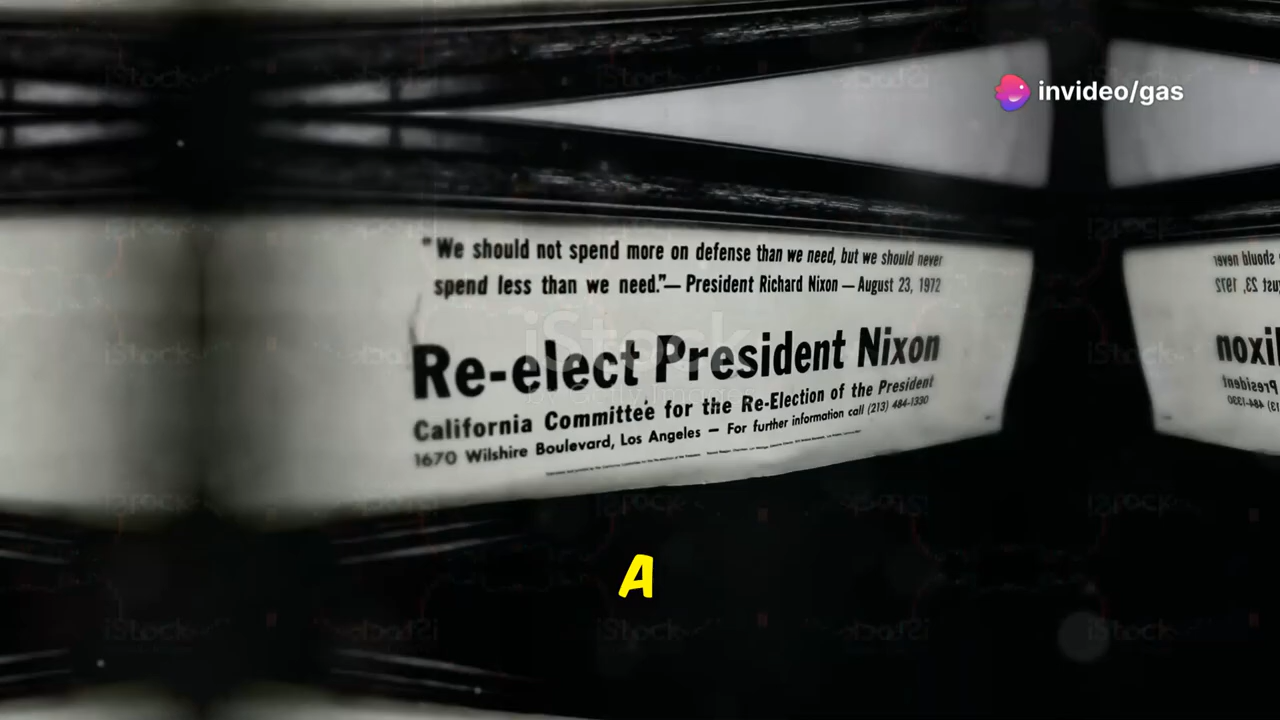 invideo/gas
"We should not spend more on defense than we need, but we should never
spend less than we need."— President Richard Nixon — August 23, 1972
Re-elect President Nixon
California Committee for the Re-Election of the President
1670 Wilshire Boulevard, Los Angeles — For further information call (213) 484-1330
iStock
A